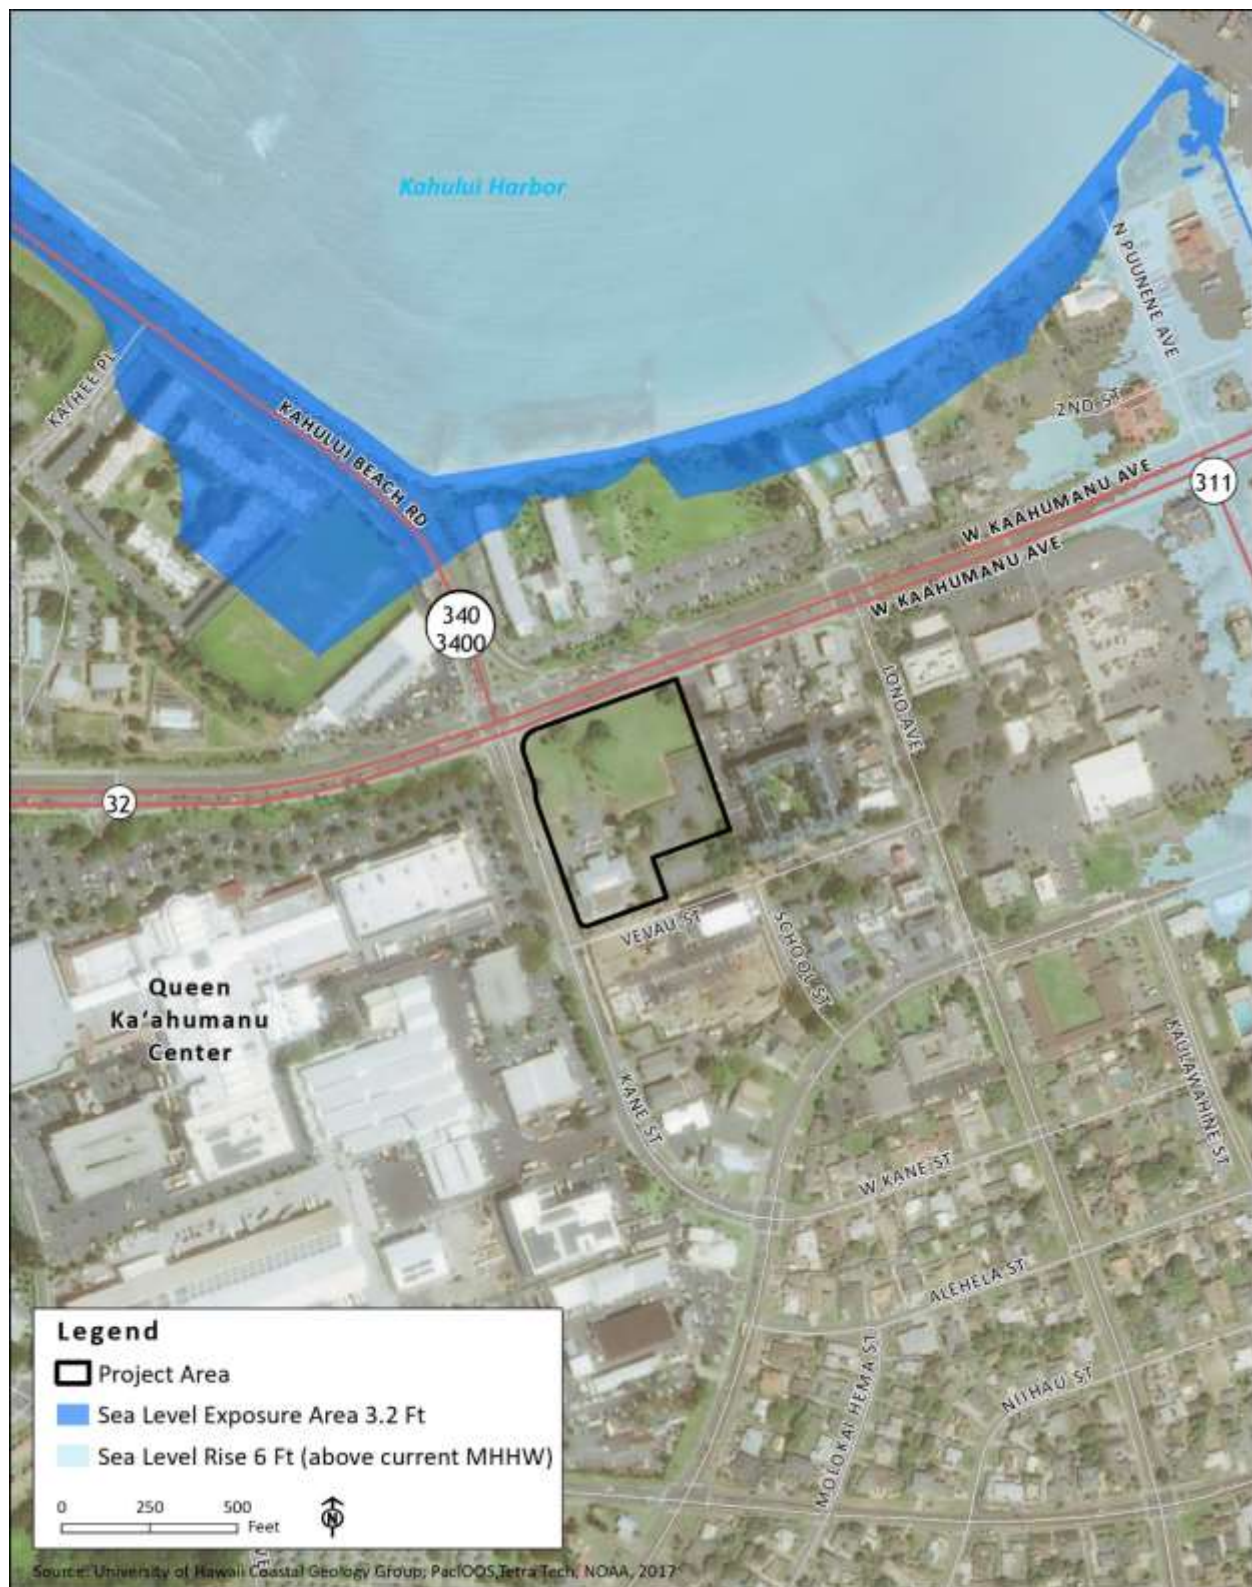 Kahului Harbor
N PUUNENE AVE
KAIHEE PL
2ND ST
KAHULUI BEACH RD
W KAAHUMANU AVE
311
W KAAHUMANU AVE
340
3400
LONO AVE
32
VEVAU ST
SCHOOL ST
Queen
Ka‘ahumanu
Center
KAULAWAHINE ST
KANE ST
W KANE ST
ALEHELA ST
MOLOKAI HEMA ST
NIIHAU ST
Legend
Project Area
Sea Level Exposure Area 3.2 Ft
Sea Level Rise 6 Ft (above current MHHW)
0 250 500
Feet
N
Source: University of Hawaii Coastal Geology Group; PacIOOS,Tetra Tech, NOAA, 2017